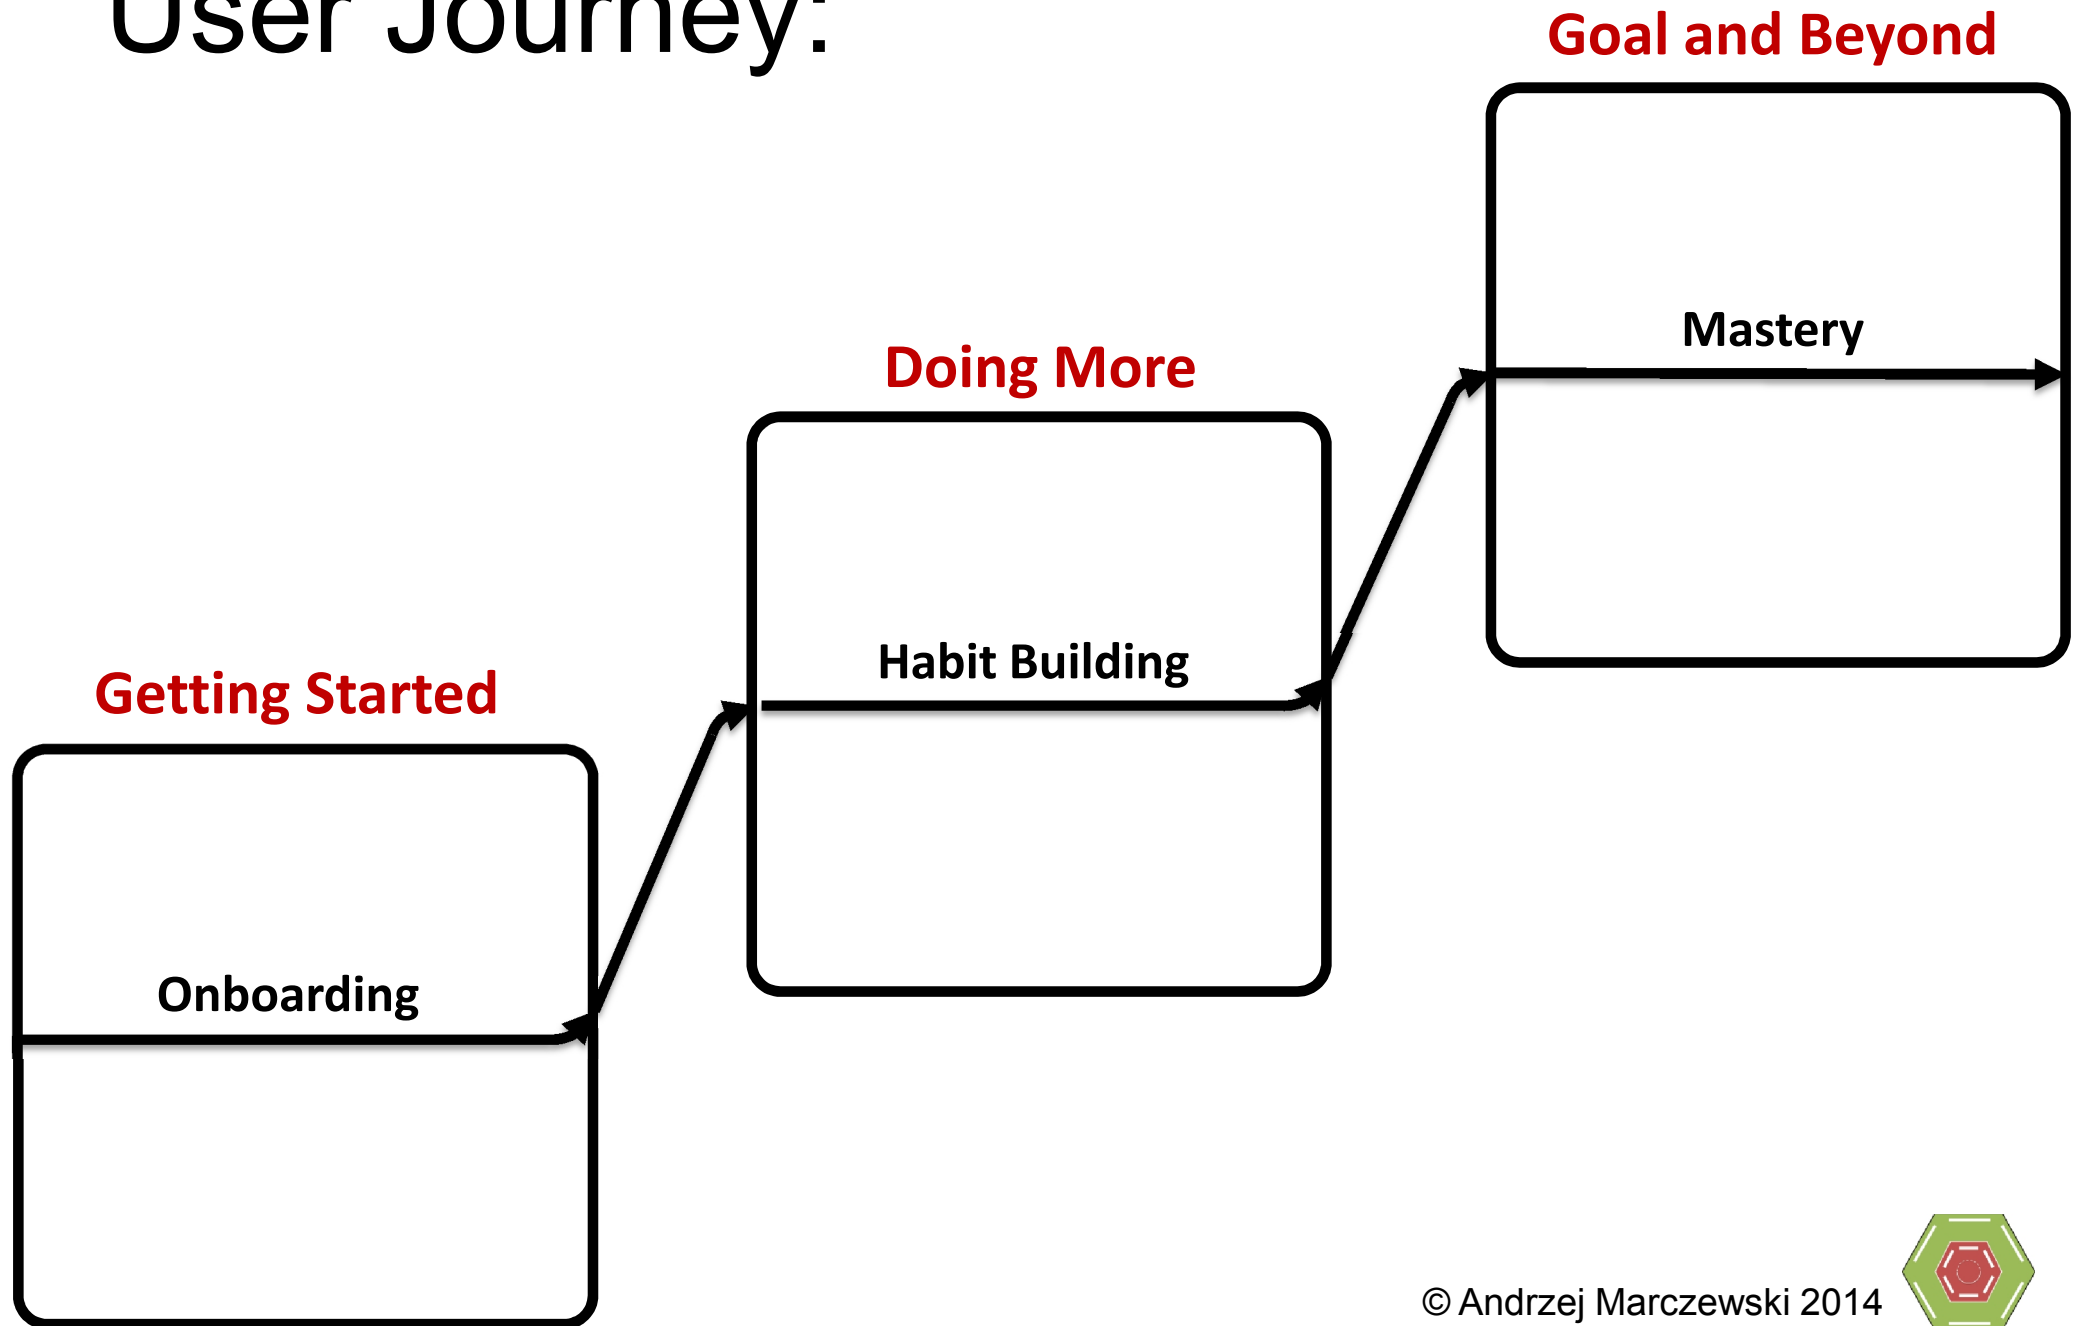 User Journey:
Goal and Beyond
Mastery
Doing More
Habit Building
Getting Started
Onboarding
© Andrzej Marczewski 2014